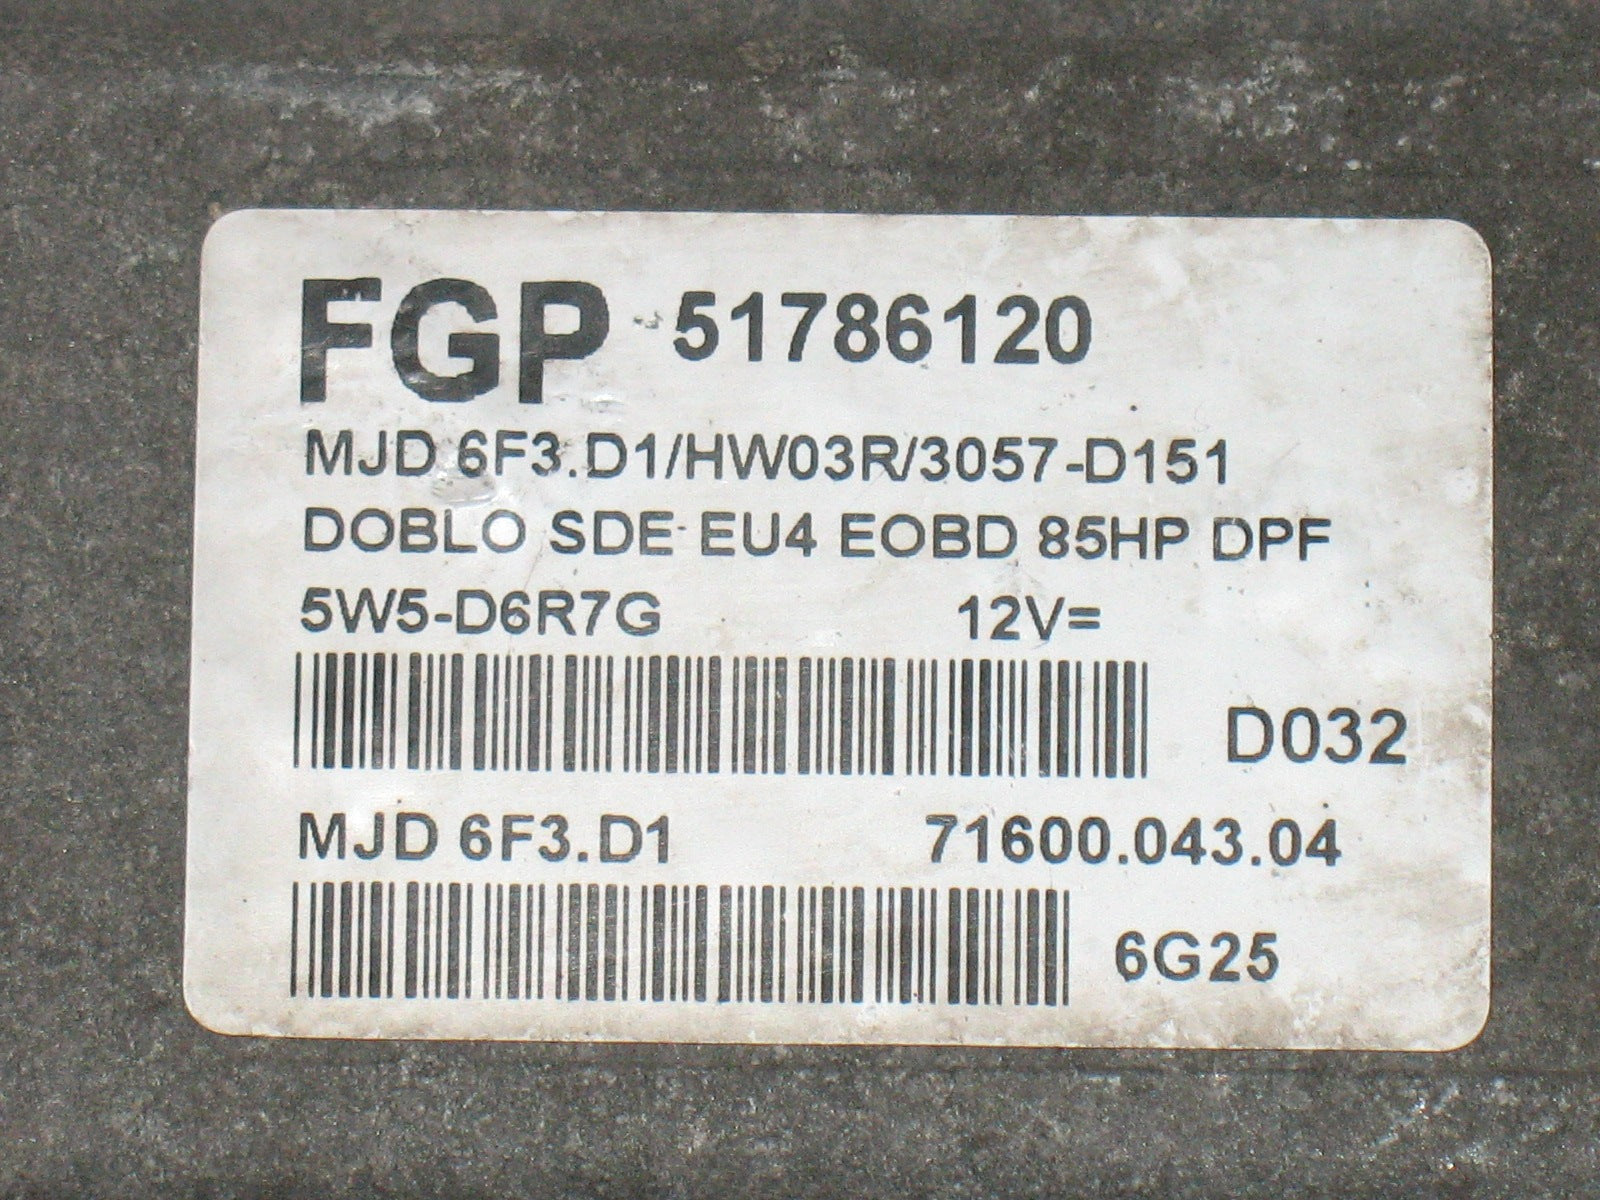 FGP 51786120
MJD 6F3.D1/HW03R/3057-D151
DOBLO SDE EU4 EOBD 85HP DPF
5W5-D6R7G 12V=
D032
MJD 6F3.D1 71600.043.04
6G25